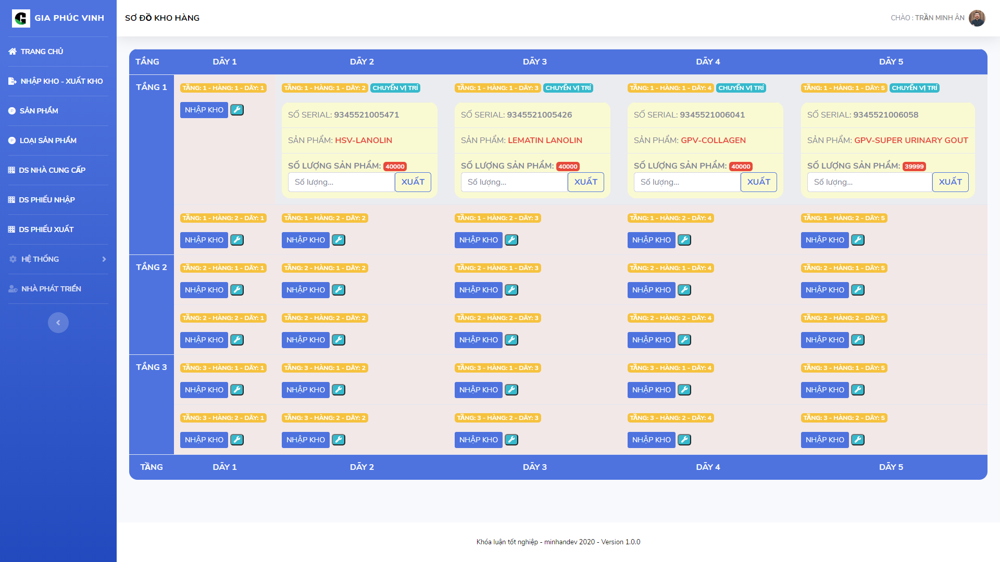 GIA PHÚC VINH
TRANG CHỦ
NHẬP KHO - XUẤT KHO
SẢN PHẨM
LOẠI SẢN PHẨM
DS NHÀ CUNG CẤP
DS PHIẾU NHẬP
DS PHIẾU XUẤT
HỆ THỐNG
NHÀ PHÁT TRIỂN
SƠ ĐỒ KHO HÀNG
CHÀO : TRẦN MINH ÂN
TẦNG DÃY 1 DÃY 2 DÃY 3 DÃY 4 DÃY 5
TẦNG 1
TẦNG: 1 - HÀNG: 1 - DÃY: 1
NHẬP KHO
TẦNG: 1 - HÀNG: 1 - DÃY: 2 CHUYỂN VỊ TRÍ
SỐ SERIAL: 9345521005471
SẢN PHẨM: HSV-LANOLIN
SỐ LƯỢNG SẢN PHẨM: 40000
Số lượng... XUẤT
TẦNG: 1 - HÀNG: 1 - DÃY: 3 CHUYỂN VỊ TRÍ
SỐ SERIAL: 9345521005426
SẢN PHẨM: LEMATIN LANOLIN
SỐ LƯỢNG SẢN PHẨM: 40000
Số lượng... XUẤT
TẦNG: 1 - HÀNG: 1 - DÃY: 4 CHUYỂN VỊ TRÍ
SỐ SERIAL: 9345521006041
SẢN PHẨM: GPV-COLLAGEN
SỐ LƯỢNG SẢN PHẨM: 40000
Số lượng... XUẤT
TẦNG: 1 - HÀNG: 1 - DÃY: 5 CHUYỂN VỊ TRÍ
SỐ SERIAL: 9345521006058
SẢN PHẨM: GPV-SUPER URINARY GOUT
SỐ LƯỢNG SẢN PHẨM: 39999
Số lượng... XUẤT
TẦNG: 1 - HÀNG: 2 - DÃY: 1 TẦNG: 1 - HÀNG: 2 - DÃY: 2 TẦNG: 1 - HÀNG: 2 - DÃY: 3 TẦNG: 1 - HÀNG: 2 - DÃY: 4 TẦNG: 1 - HÀNG: 2 - DÃY: 5
NHẬP KHO NHẬP KHO NHẬP KHO NHẬP KHO NHẬP KHO
TẦNG 2
TẦNG: 2 - HÀNG: 1 - DÃY: 1 TẦNG: 2 - HÀNG: 1 - DÃY: 2 TẦNG: 2 - HÀNG: 1 - DÃY: 3 TẦNG: 2 - HÀNG: 1 - DÃY: 4 TẦNG: 2 - HÀNG: 1 - DÃY: 5
NHẬP KHO NHẬP KHO NHẬP KHO NHẬP KHO NHẬP KHO
TẦNG: 2 - HÀNG: 2 - DÃY: 1 TẦNG: 2 - HÀNG: 2 - DÃY: 2 TẦNG: 2 - HÀNG: 2 - DÃY: 3 TẦNG: 2 - HÀNG: 2 - DÃY: 4 TẦNG: 2 - HÀNG: 2 - DÃY: 5
NHẬP KHO NHẬP KHO NHẬP KHO NHẬP KHO NHẬP KHO
TẦNG 3
TẦNG: 3 - HÀNG: 1 - DÃY: 1 TẦNG: 3 - HÀNG: 1 - DÃY: 2 TẦNG: 3 - HÀNG: 1 - DÃY: 3 TẦNG: 3 - HÀNG: 1 - DÃY: 4 TẦNG: 3 - HÀNG: 1 - DÃY: 5
NHẬP KHO NHẬP KHO NHẬP KHO NHẬP KHO NHẬP KHO
TẦNG: 3 - HÀNG: 2 - DÃY: 1 TẦNG: 3 - HÀNG: 2 - DÃY: 2 TẦNG: 3 - HÀNG: 2 - DÃY: 3 TẦNG: 3 - HÀNG: 2 - DÃY: 4 TẦNG: 3 - HÀNG: 2 - DÃY: 5
NHẬP KHO NHẬP KHO NHẬP KHO NHẬP KHO NHẬP KHO
TẦNG DÃY 1 DÃY 2 DÃY 3 DÃY 4 DÃY 5
Khóa luận tốt nghiệp - minhandev 2020 - Version 1.0.0